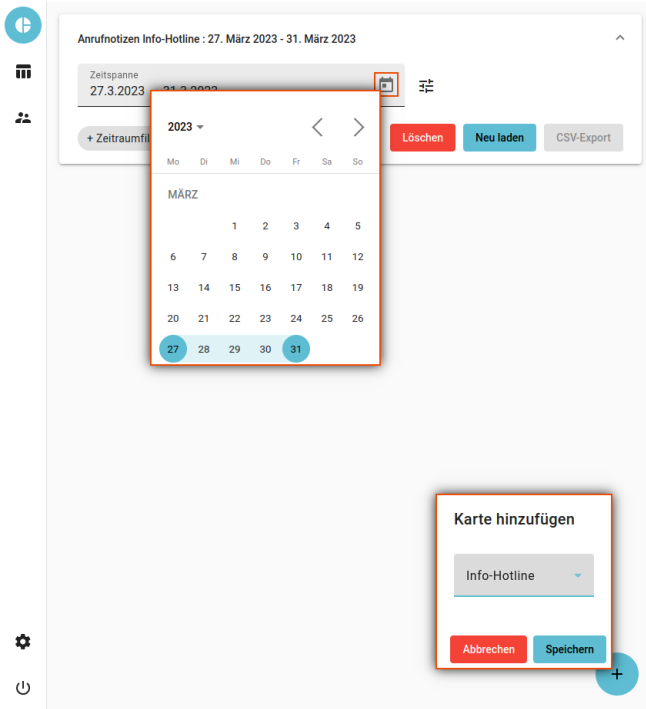 Anrufnotizen Info-Hotline : 27. März 2023 - 31. März 2023
Zeitspanne
27.3.2023 31.3.2023
+ Zeitraumfil
Löschen Neu laden CSV-Export
2023
Mo Di Mi Do Fr Sa So
MÄRZ
1 2 3 4 5
6 7 8 9 10 11 12
13 14 15 16 17 18 19
20 21 22 23 24 25 26
27 28 29 30 31
Karte hinzufügen
Info-Hotline
Abbrechen Speichern
+